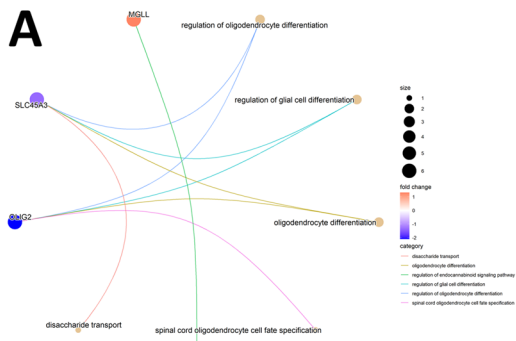 A
MGLL
regulation of oligodendrocyte differentiation
SLC45A3
regulation of glial cell differentiation
OLIG2
oligodendrocyte differentiation
disaccharide transport
spinal cord oligodendrocyte cell fate specification
size
1
2
3
4
5
6
fold change
1
0
-1
-2
category
disaccharide transport
oligodendrocyte differentiation
regulation of endocannabinoid signaling pathway
regulation of glial cell differentiation
regulation of oligodendrocyte differentiation
spinal cord oligodendrocyte cell fate specification